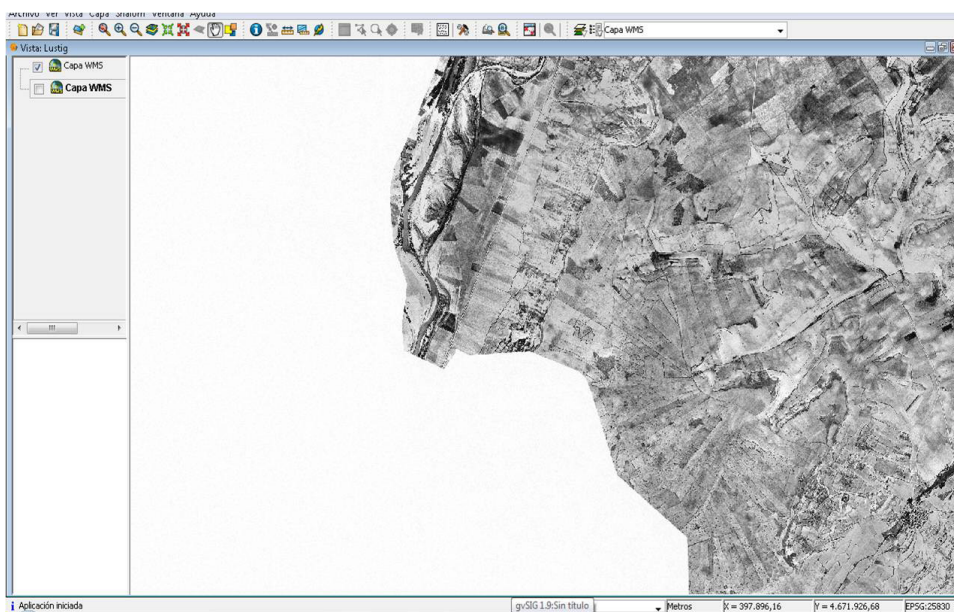 Archivo Ver Vista Capa Shalom Ventana Ayuda
Capa WMS
Vista: Lustig
Capa WMS
Capa WMS
Aplicación iniciada
gvSIG 1.9:Sin título
Metros
X = 397.896,16
Y = 4.671.926,68
EPSG:25830